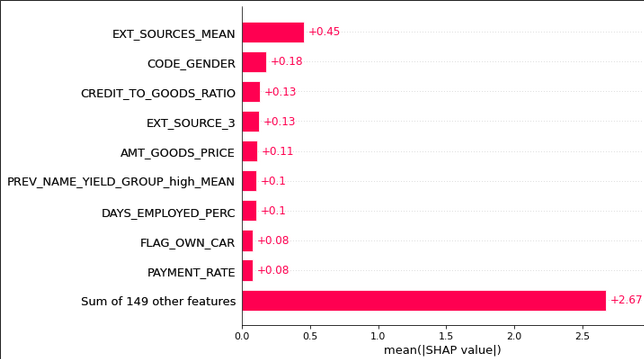 EXT_SOURCES_MEAN +0.45
CODE_GENDER +0.18
CREDIT_TO_GOODS_RATIO +0.13
EXT_SOURCE_3 +0.13
AMT_GOODS_PRICE +0.11
PREV_NAME_YIELD_GROUP_high_MEAN +0.1
DAYS_EMPLOYED_PERC +0.1
FLAG_OWN_CAR +0.08
PAYMENT_RATE +0.08
Sum of 149 other features +2.67
0.0 0.5 1.0 1.5 2.0 2.5
mean(|SHAP value|)